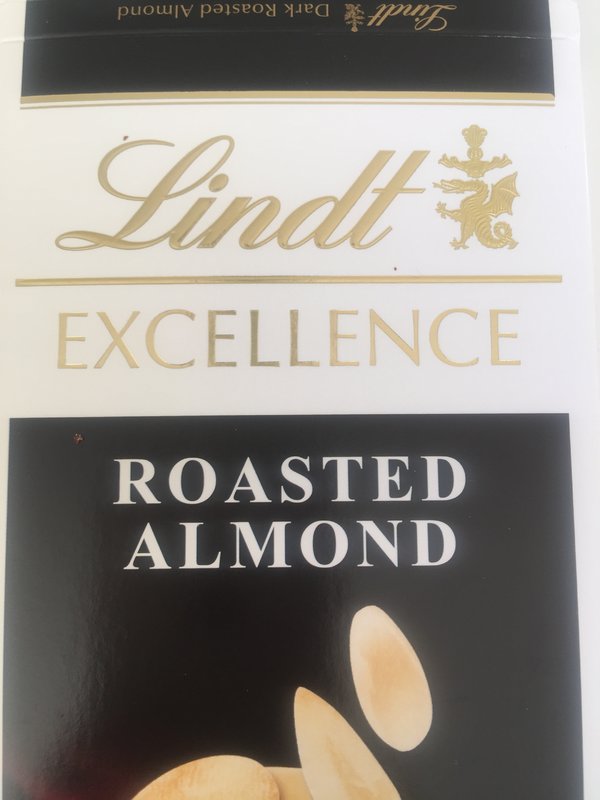 Lindt Dark Roasted Almond
Lindt
EXCELLENCE
ROASTED
ALMOND